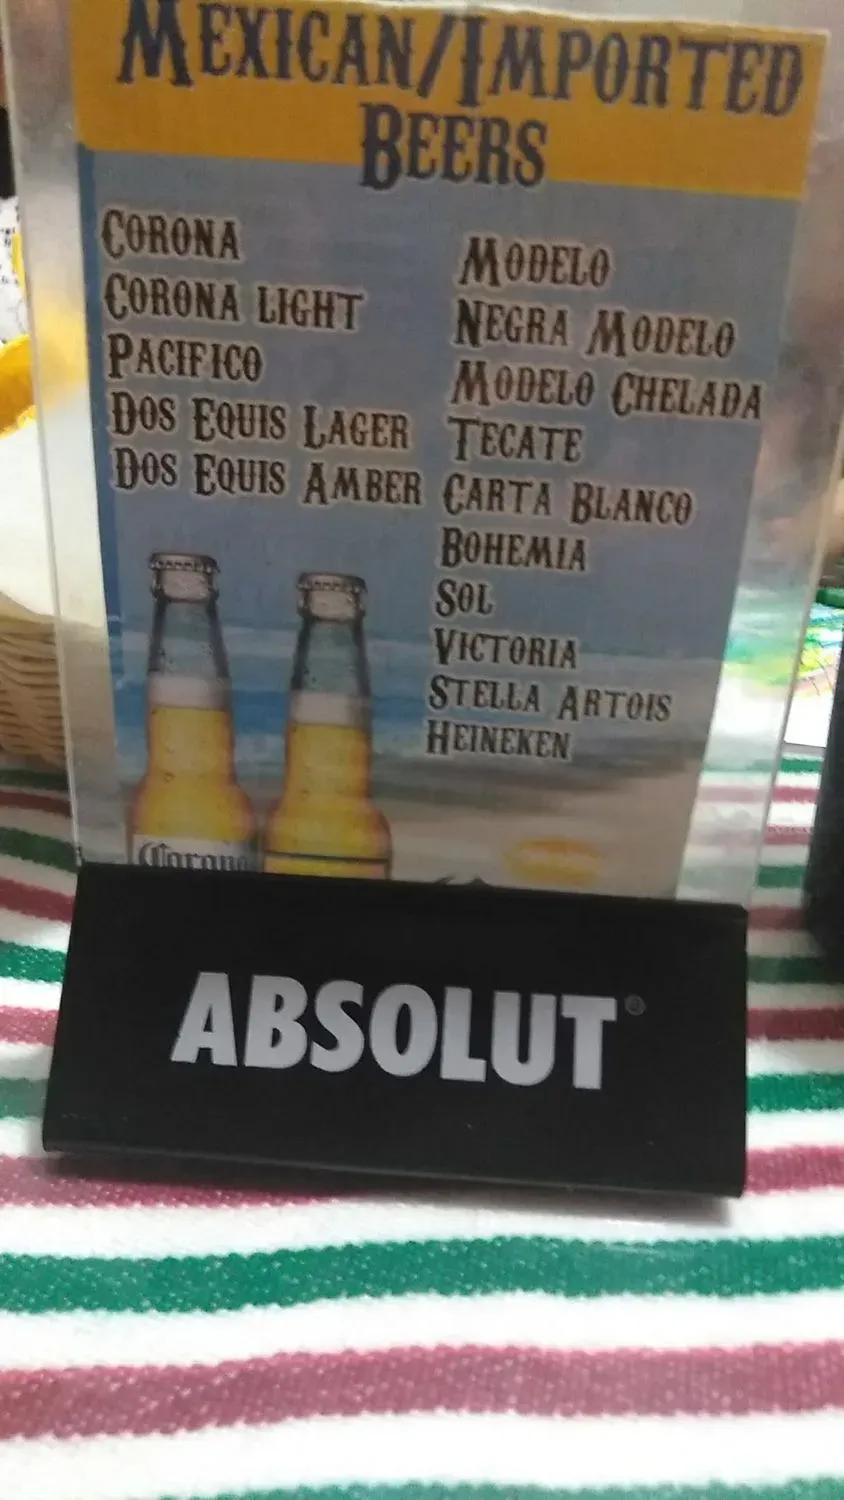 MEXICAN/IMPORTED
BEERS
CORONA
CORONA LIGHT
PACIFICO
DOS EQUIS LAGER
DOS EQUIS AMBER
MODELO
NEGRA MODELO
MODELO CHELADA
TECATE
CARTA BLANCO
BOHEMIA
SOL
VICTORIA
STELLA ARTOIS
HEINEKEN
Corona
ABSOLUT®